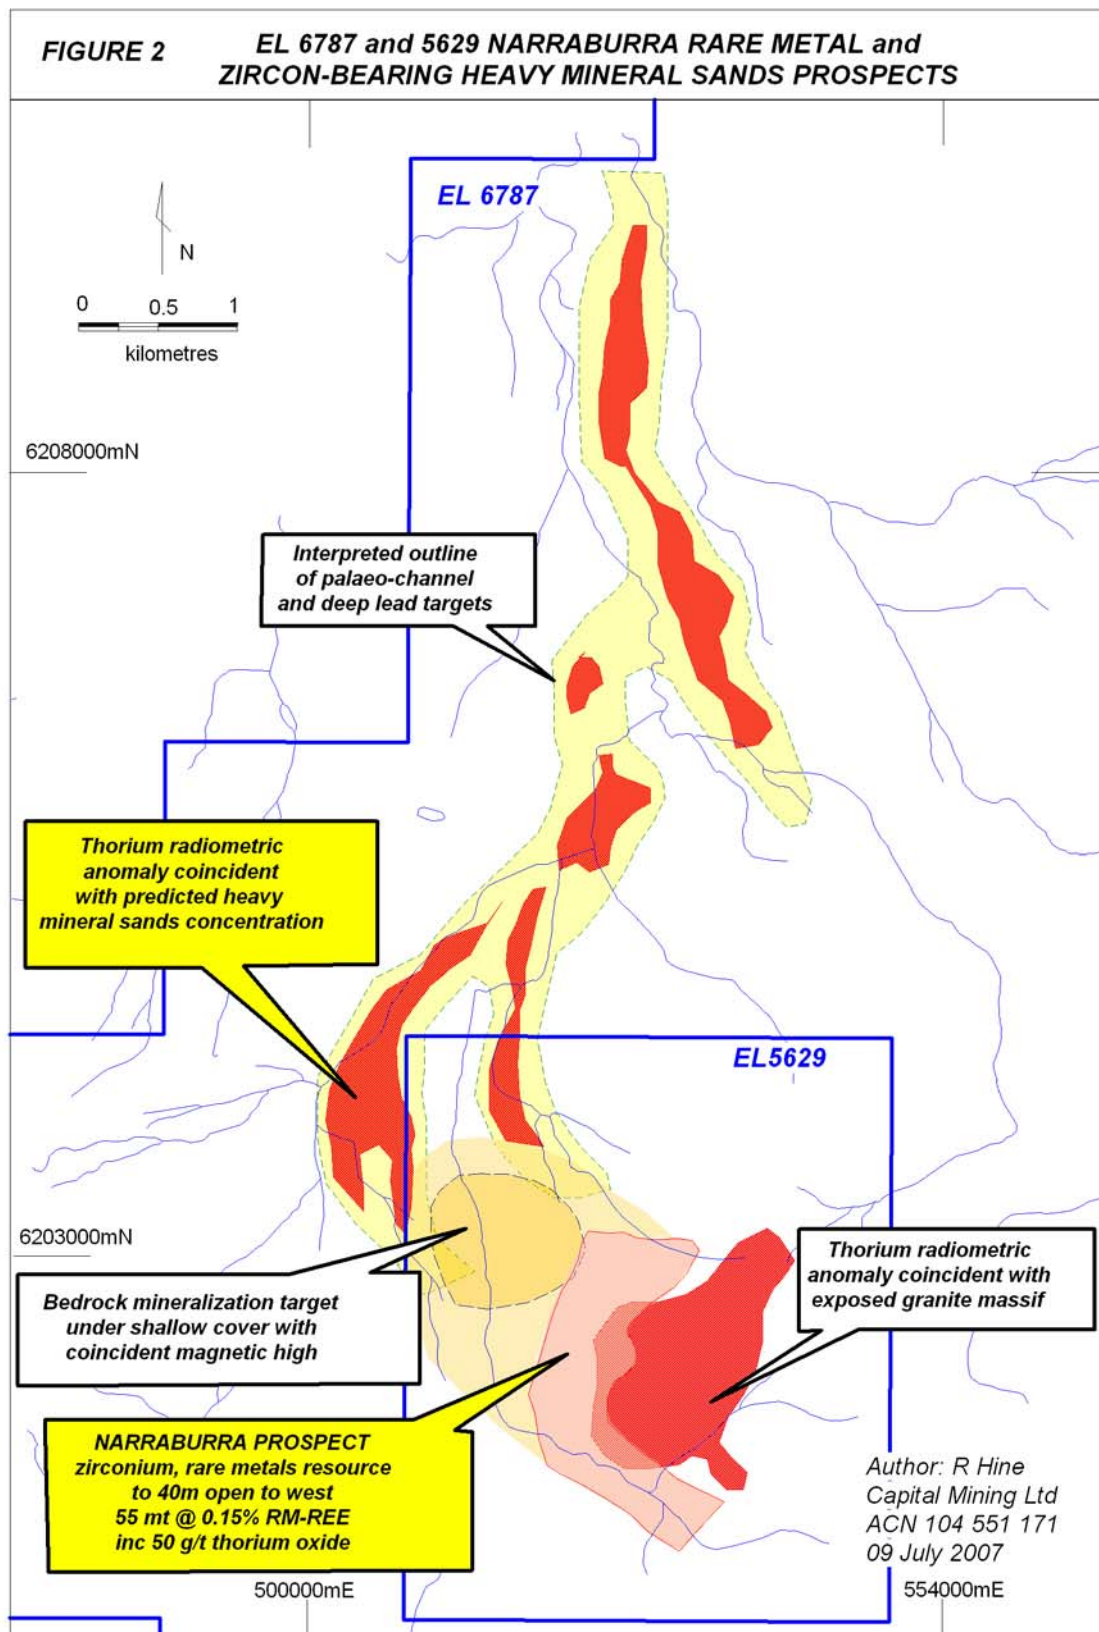 FIGURE 2
EL 6787 and 5629 NARRABURRA RARE METAL and
ZIRCON-BEARING HEAVY MINERAL SANDS PROSPECTS
EL 6787
N
0 0.5 1
kilometres
6208000mN
Interpreted outline
of palaeo-channel
and deep lead targets
Thorium radiometric
anomaly coincident
with predicted heavy
mineral sands concentration
EL5629
6203000mN
Thorium radiometric
anomaly coincident with
exposed granite massif
Bedrock mineralization target
under shallow cover with
coincident magnetic high
NARRABURRA PROSPECT
zirconium, rare metals resource
to 40m open to west
55 mt @ 0.15% RM-REE
inc 50 g/t thorium oxide
Author: R Hine
Capital Mining Ltd
ACN 104 551 171
09 July 2007
500000mE
554000mE